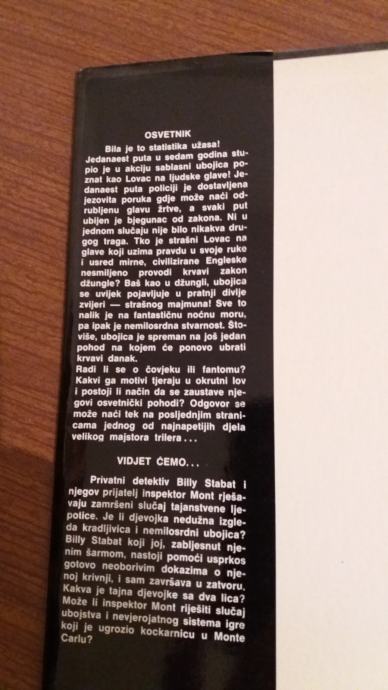 OSVETNIK
Bila je to statistika užasa!
Jedanaest puta u sedam godina stu-
pio je u akciju sablasni ubojica po-
znat kao Lovac na ljudske glave! Je-
danaest puta policiji je dostavljena
jezovita poruka gdje može naći od-
rubljenu glavu žrtve, a svaki put
ubijen je bjegunac od zakona. Ni u
jednom slučaju nije bilo nikakva dru-
gog traga. Tko je strašni Lovac na
glave koji uzima pravdu u svoje ruke
i usred mirne, civilizirane Engleske
nesmiljeno provodi krvavi zakon
džungle? Baš kao u džungli, ubojica
se uvijek pojavljuje u pratnji divlje
zvijeri — strašnog majmuna! Sve to
nalik je na fantastičnu noćnu moru,
pa ipak je nemilosrdna stvarnost. Što-
više, ubojica je spreman na još jedan
pohod na kojem će ponovo ubrati
krvavi danak.
Radi li se o čovjeku ili fantomu?
Kakvi ga motivi tjeraju u okrutni lov
i postoji li način da se zaustave nje-
govi osvetnički pohodi? Odgovor se
može naći tek na posljednjim strani-
cama jednog od najnapetijih djela
velikog majstora trilera...
VIDJET ĆEMO...
Privatni detektiv Billy Stabat i
njegov prijatelj inspektor Mont rješa-
vaju zamršeni slučaj tajanstvene lje-
potice. Je li djevojka nedužna izgle-
da kradljivica i nemilosrdni ubojica?
Billy Stabat koji joj, zabljesnut nje-
nim šarmom, nastoji pomoći usprkos
gotovo neoborivim dokazima o nje-
noj krivnji, i sam završava u zatvoru.
Kakva je tajna djevojke sa dva lica?
Može li inspektor Mont riješiti slučaj
ubojstva i nevjerojatnog sistema igre
koji je ugrozio kockarnicu u Monte
Carlu?